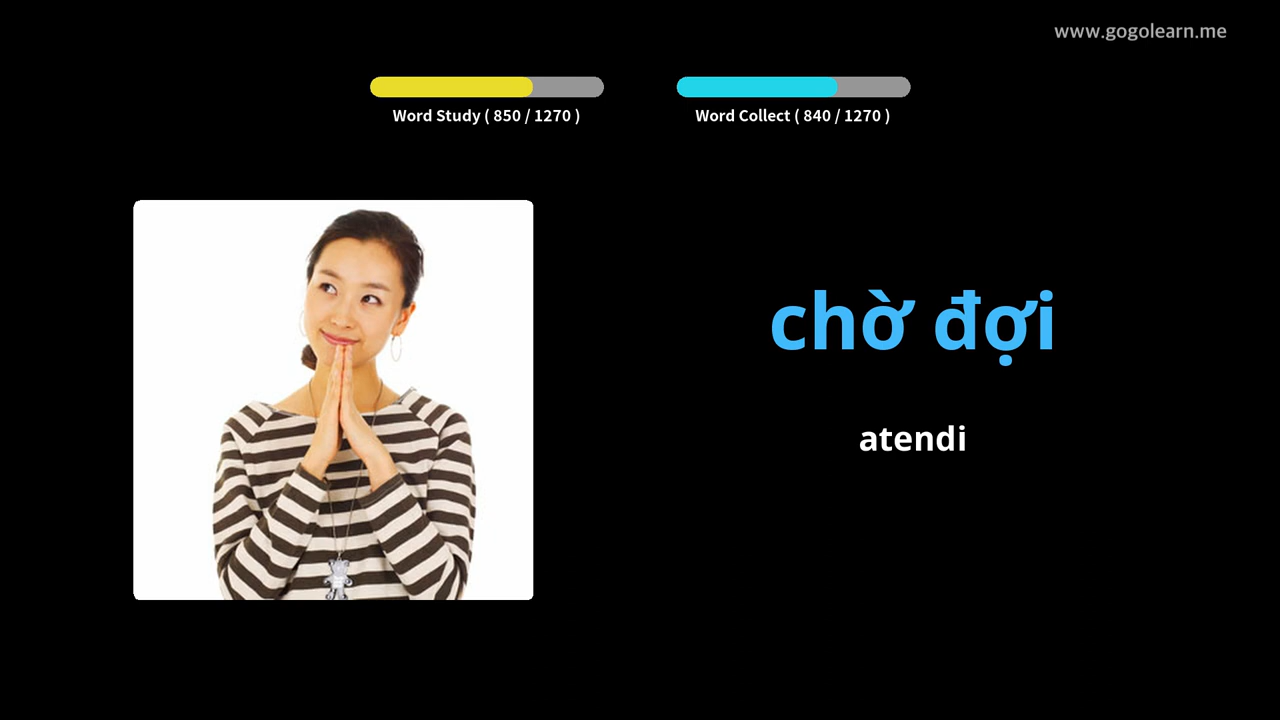 www.gogolearn.me
Word Study ( 850 / 1270 )
Word Collect ( 840 / 1270 )
chờ đợi
atendi